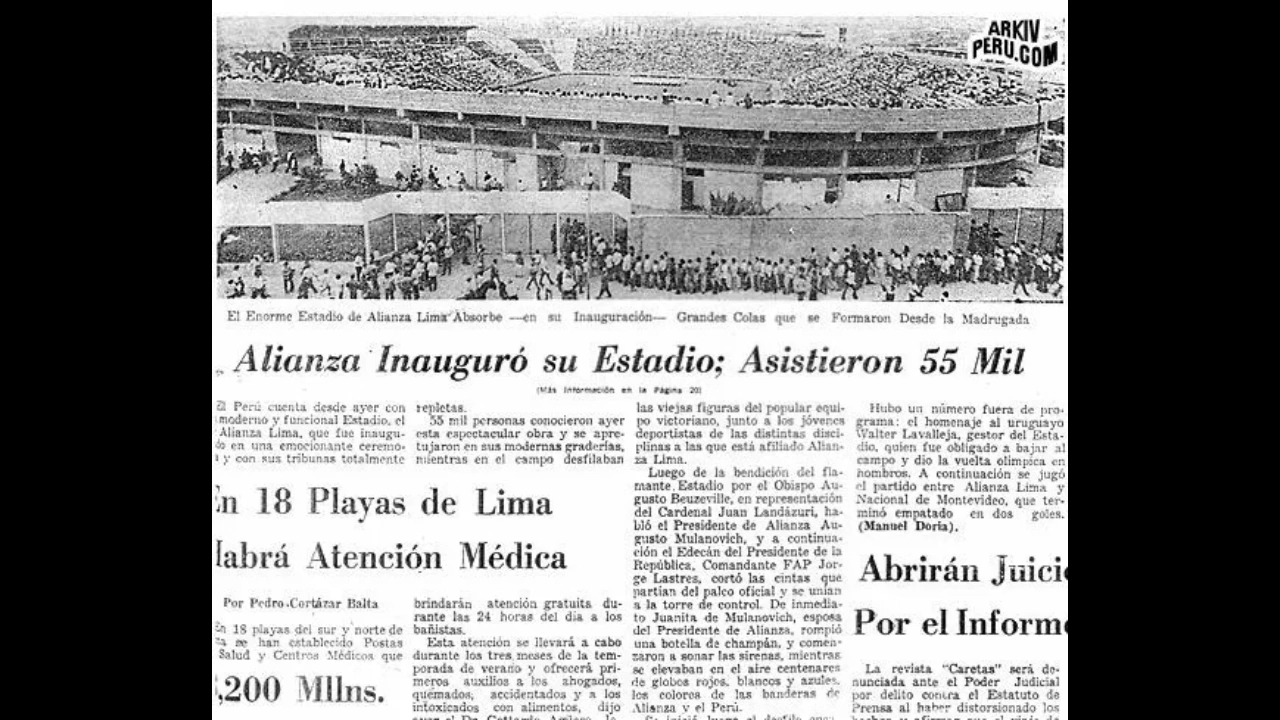 ARKIV
PERU.COM
El Enorme Estadio de Alianza Lima Absorbe —en su Inauguración— Grandes Colas que se Formaron Desde la Madrugada
Alianza Inauguró su Estadio; Asistieron 55 Mil
(Más Información en la Página 20)
El Perú cuenta desde ayer con
moderno y funcional Estadio, el
Alianza Lima, que fue inaugu-
do en una emocionante ceremo-
y con sus tribunas totalmente
repletas.
55 mil personas conocieron ayer
esta espectacular obra y se apre-
tujaron en sus modernas graderías,
mientras en el campo desfilaban
las viejas figuras del popular equi-
po victoriano, junto a los jóvenes
deportistas de las distintas disci-
plinas a las que está afiliado Alian-
za Lima.
Luego de la bendición del fla-
mante Estadio por el Obispo Au-
gusto Beuzeville, en representación
del Cardenal Juan Landázuri, ha-
bló el Presidente de Alianza Au-
gusto Mulanovich, y a continua-
ción el Edecán del Presidente de la
República, Comandante FAP Jor-
ge Lastres, cortó las cintas que
partían del palco oficial y se unían
a la torre de control. De inmedia-
to Juanita de Mulanovich, esposa
del Presidente de Alianza, rompió
una botella de champán, y comen-
zaron a sonar las sirenas, mientras
se elevaban en el aire centenares
de globos rojos, blancos y azules,
los colores de las banderas de
Alianza y el Perú.
Se inició luego el desfile
Hubo un número fuera de pro-
grama: el homenaje al uruguayo
Walter Lavalleja, gestor del Esta-
dio, quien fue obligado a bajar al
campo y dio la vuelta olímpica en
hombros. A continuación se jugó
el partido entre Alianza Lima y
Nacional de Montevideo, que ter-
minó empatado en dos goles.
(Manuel Doria).
En 18 Playas de Lima
Habrá Atención Médica
Por Pedro Cortázar Balta
En 18 playas del sur y norte de
se han establecido Postas
Salud y Centros Médicos que
brindarán atención gratuita du-
rante las 24 horas del día a los
bañistas.
Esta atención se llevará a cabo
durante los tres meses de la tem-
porada de verano y ofrecerá pri-
meros auxilios a los ahogados,
quemados, accidentados y a los
intoxicados con alimentos, dijo
,200 Mllns.
Abrirán Juici
Por el Inform
La revista "Caretas" será de-
nunciada ante el Poder Judicial
por delito contra el Estatuto de
Prensa al haber distorsionado los